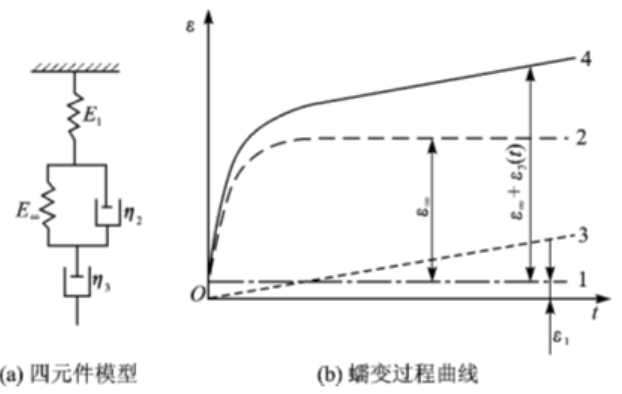 ε
E₁
E∞
η₂
η₃
4
2
3
1
ε∞
ε∞ + ε₃(t)
ε₁
O
t
(a) 四元件模型
(b) 蠕变过程曲线